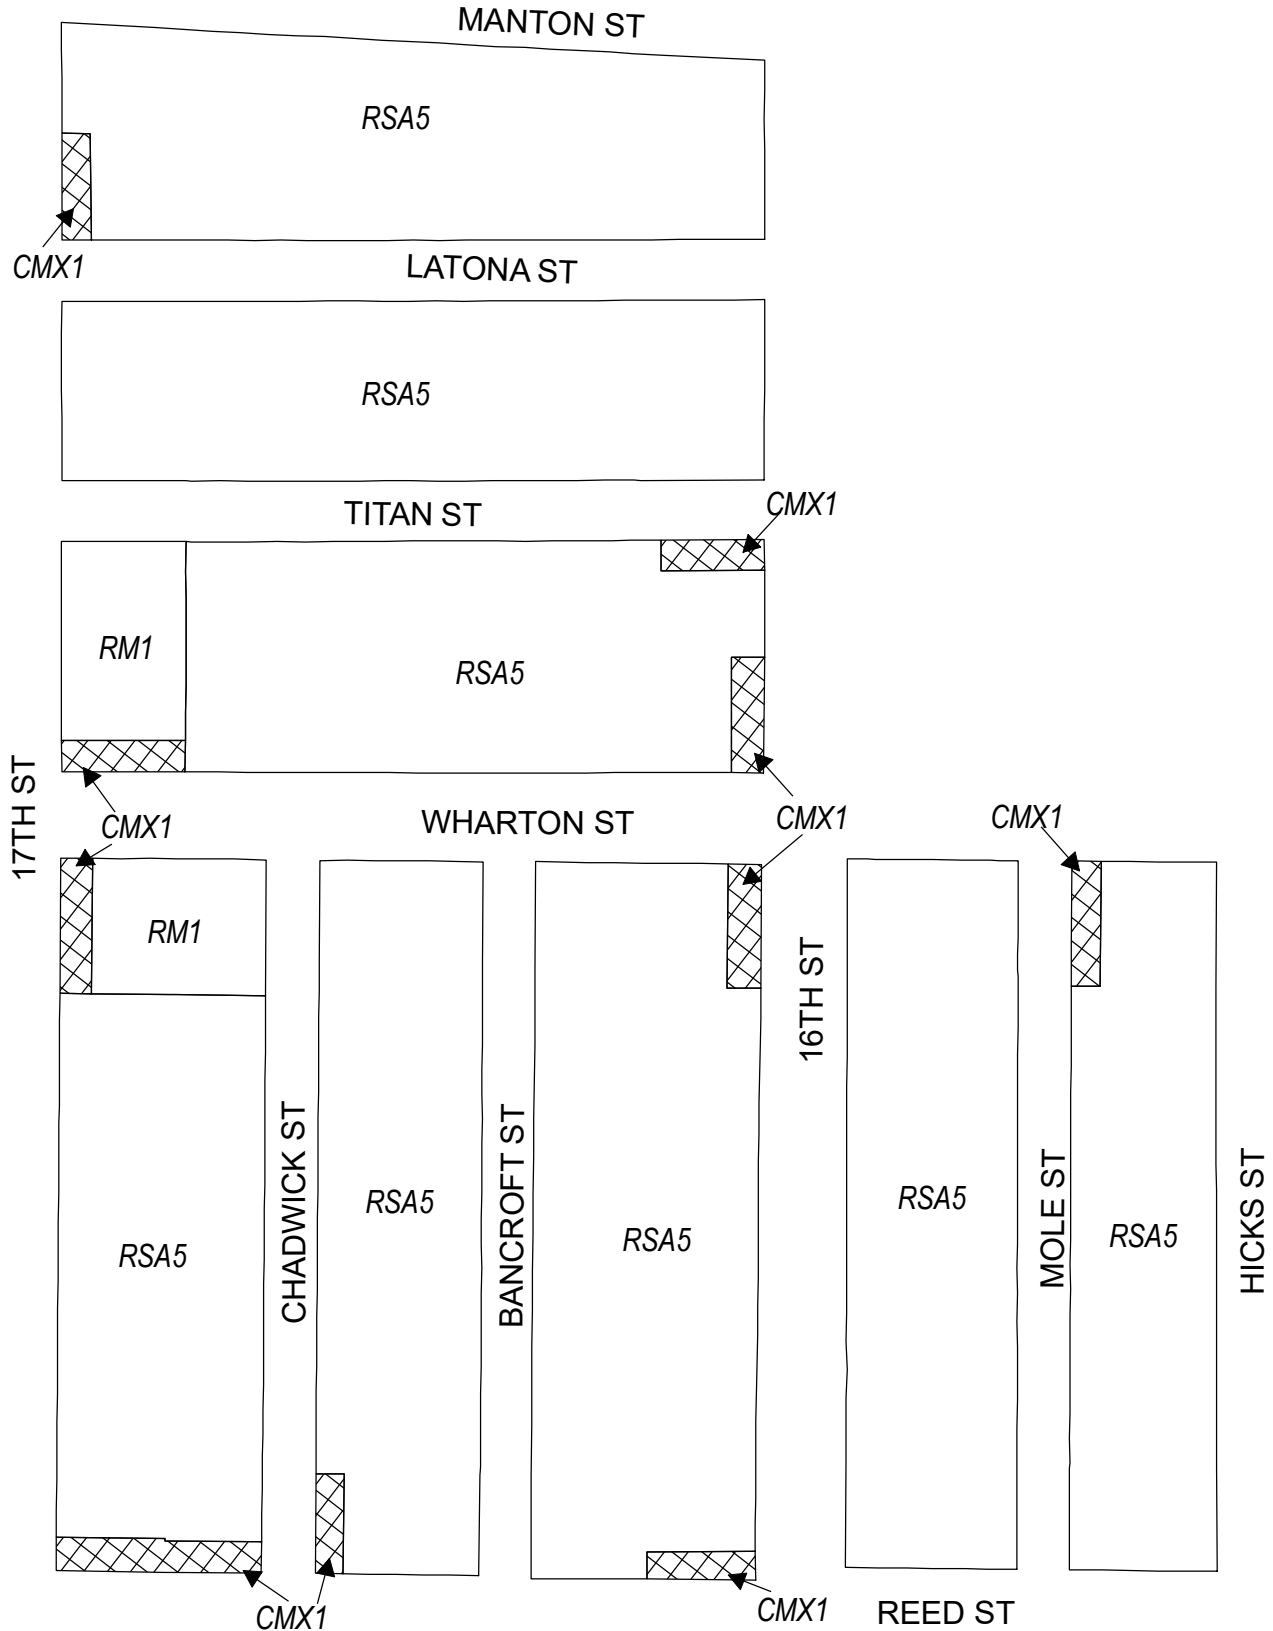 MANTON ST
RSA5
CMX1
LATONA ST
RSA5
TITAN ST
CMX1
RM1
RSA5
17TH ST
CMX1
WHARTON ST
CMX1
CMX1
RM1
16TH ST
CHADWICK ST
BANCROFT ST
MOLE ST
HICKS ST
RSA5
RSA5
RSA5
RSA5
RSA5
CMX1
CMX1
REED ST